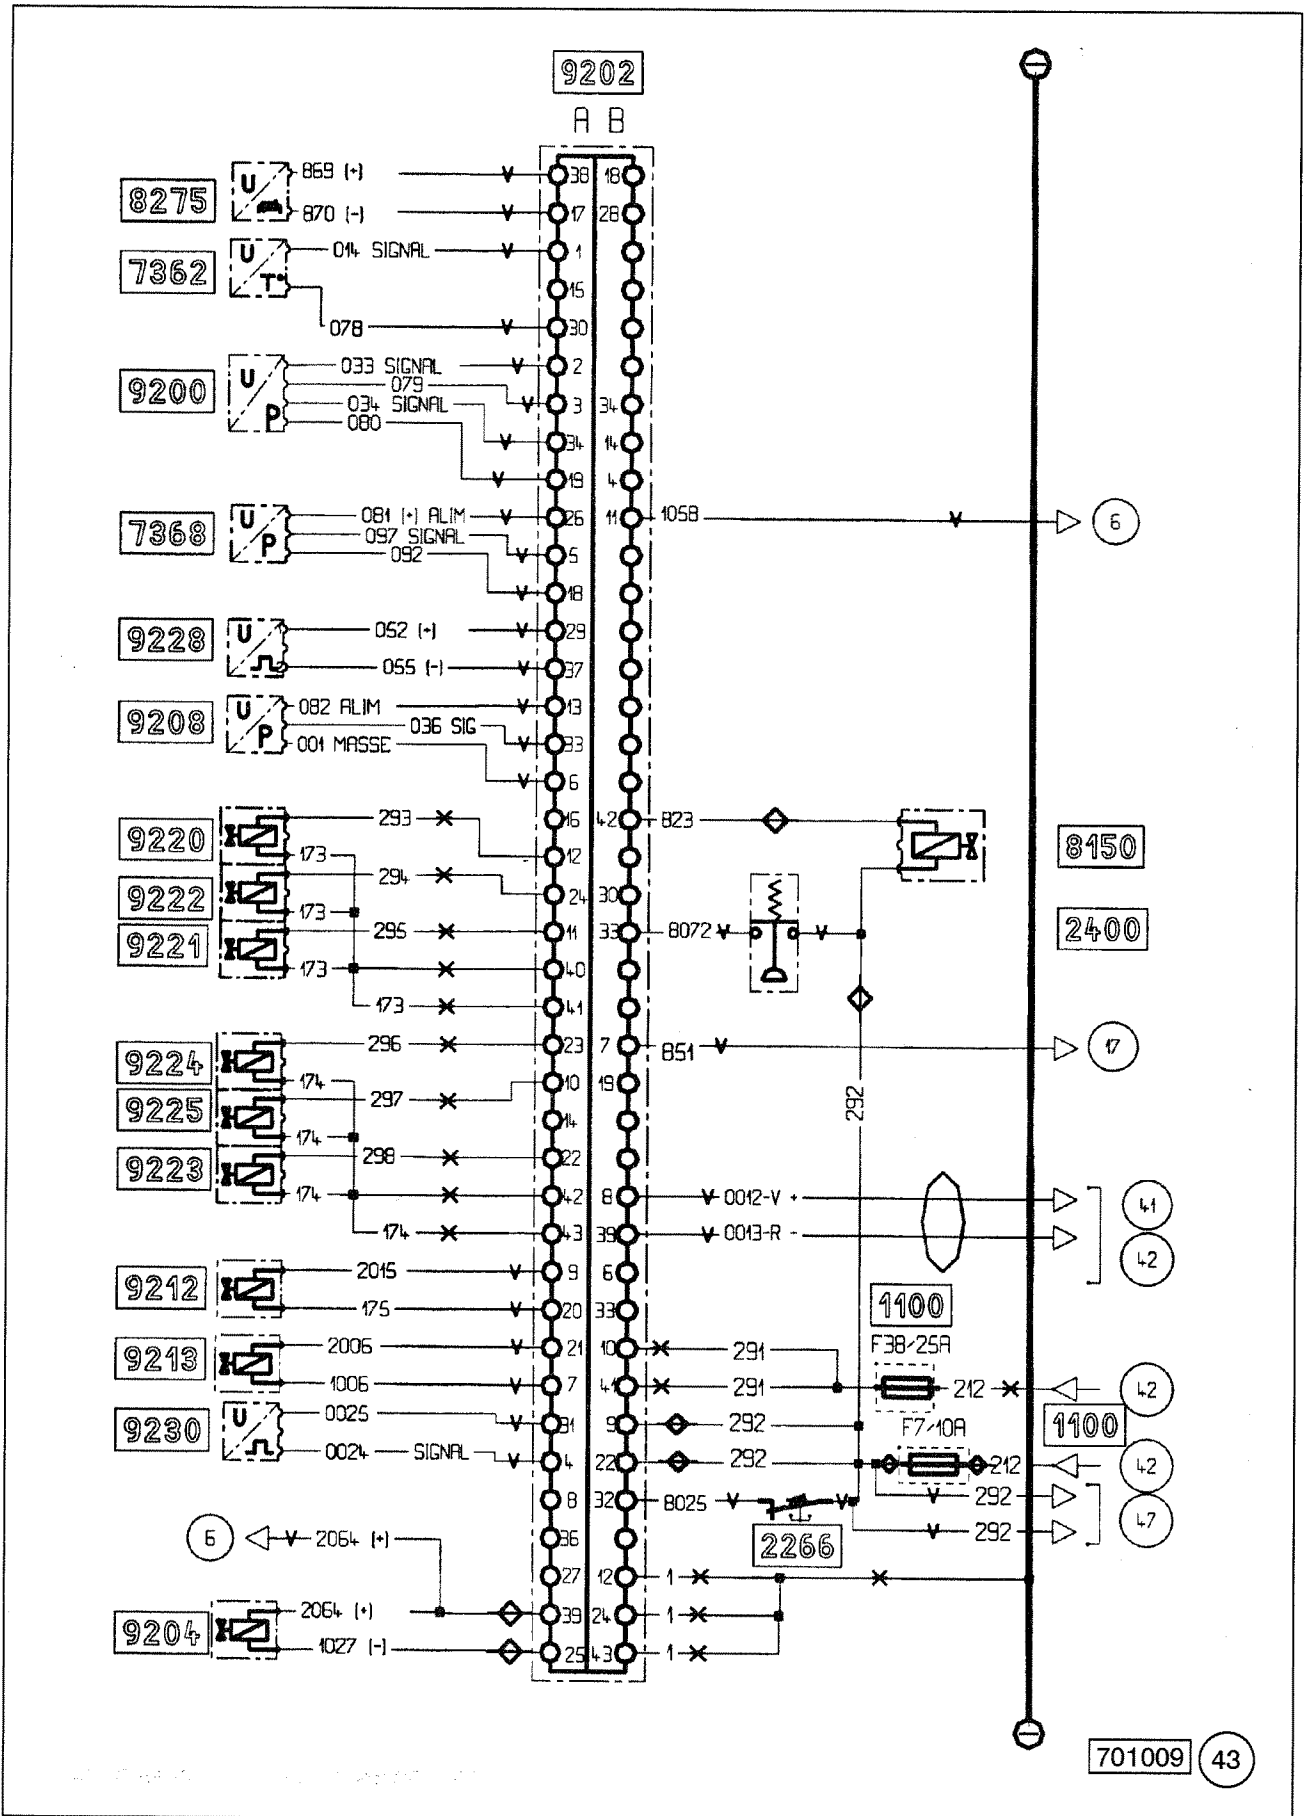 9202
A B
8275 869 (+) 38 18
870 (-) 17 28
7362 U 014 SIGNAL 1
T° 15
078 30
9200 U 033 SIGNAL 2
079 3 34
P 034 SIGNAL 34 14
080 19 4
7368 U 081 (+) ALIM 26 11 1058 6
P 097 SIGNAL 5
092 18
9228 U 052 (+) 29
055 (-) 37
9208 U 082 ALIM 13
P 036 SIG 33
001 MASSE 6
9220 293 16 42 823 8150
173 12
9222 294 24 30
173
9221 295 11 33 8072 2400
173 40
173 41
9224 296 23 7 851 17
174 10 19
9225 297 14 292
174
9223 298 22
174 42 8 0012-V + 41
174 43 39 0013-R - 42
9212 2015 9 6
175 20 33 1100
9213 2006 21 10 291 F38/25A
1006 7 41 291 212 42
9230 U 0025 31 9 292 F7/10A 1100
0024 SIGNAL 4 22 292 212 42
8 32 8025 292 47
6 2064 (+) 36 2266 292
27 12 1
9204 2064 (+) 39 24 1
1027 (-) 25 43 1
701009 43